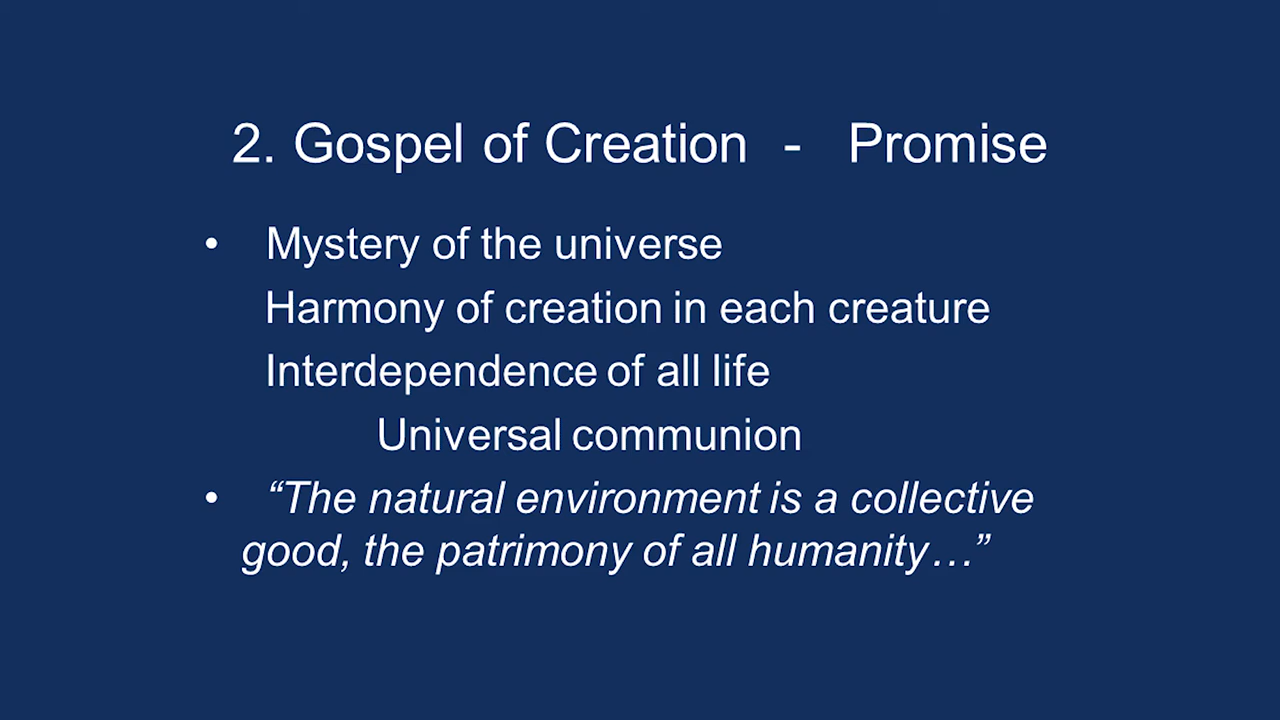 2. Gospel of Creation - Promise
• Mystery of the universe
Harmony of creation in each creature
Interdependence of all life
Universal communion
• “The natural environment is a collective
good, the patrimony of all humanity…”